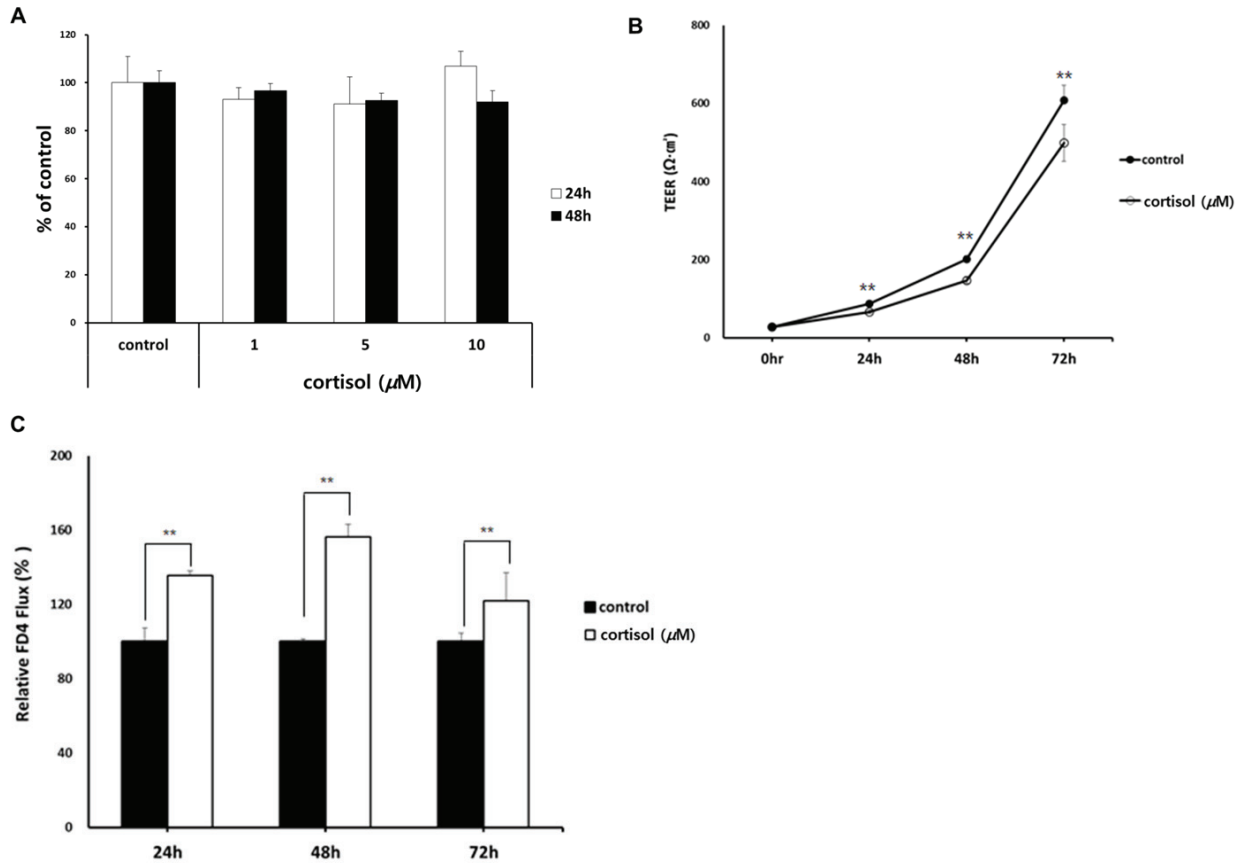 A
120
100
80
60
40
20
0
% of control
control 1 5 10
cortisol (μM)
24h
48h
B
800
600
400
200
0
TEER (Ω·㎠)
**
**
**
0hr 24h 48h 72h
control
cortisol (μM)
C
200
160
120
80
40
0
Relative FD4 Flux (% )
**
**
**
24h 48h 72h
control
cortisol (μM)